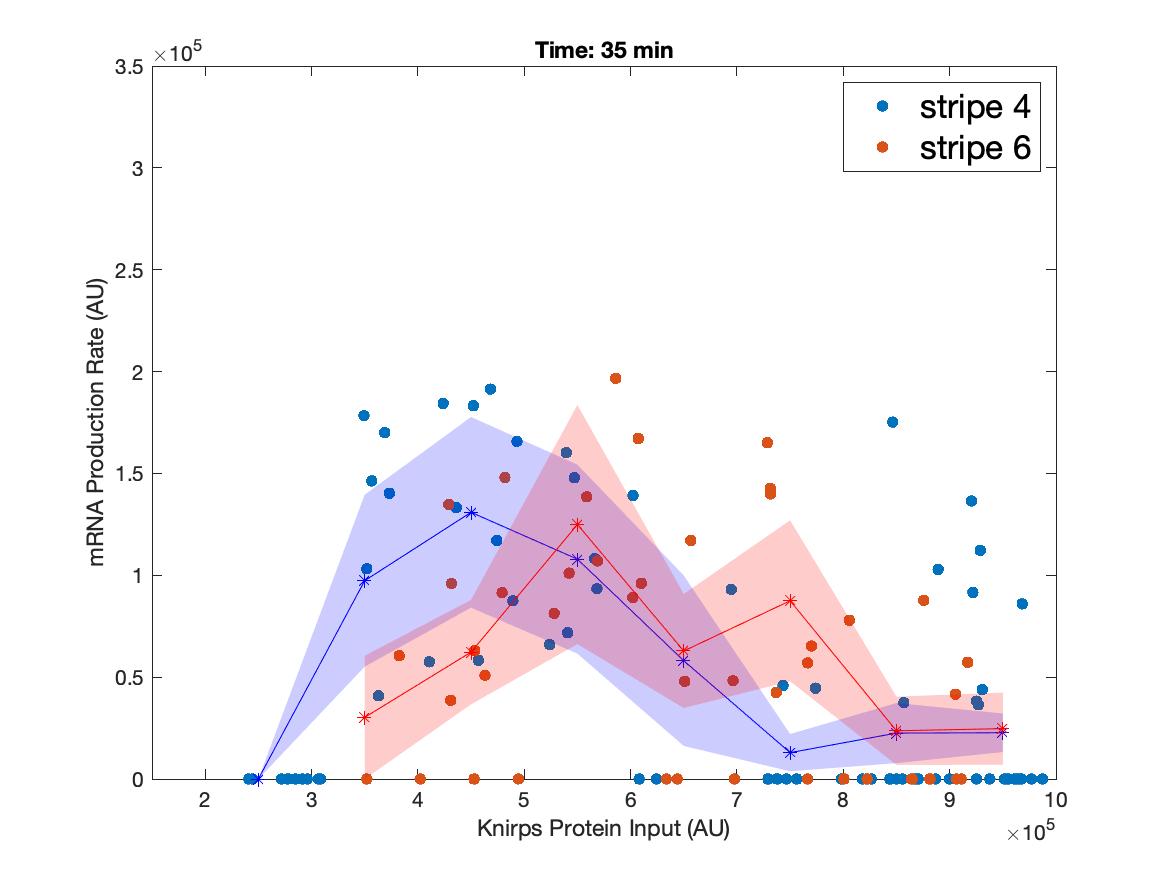 Time: 35 min
×10^5
3.5
3
2.5
2
1.5
1
0.5
0
mRNA Production Rate (AU)
stripe 4
stripe 6
2 3 4 5 6 7 8 9 10
Knirps Protein Input (AU)
×10^5